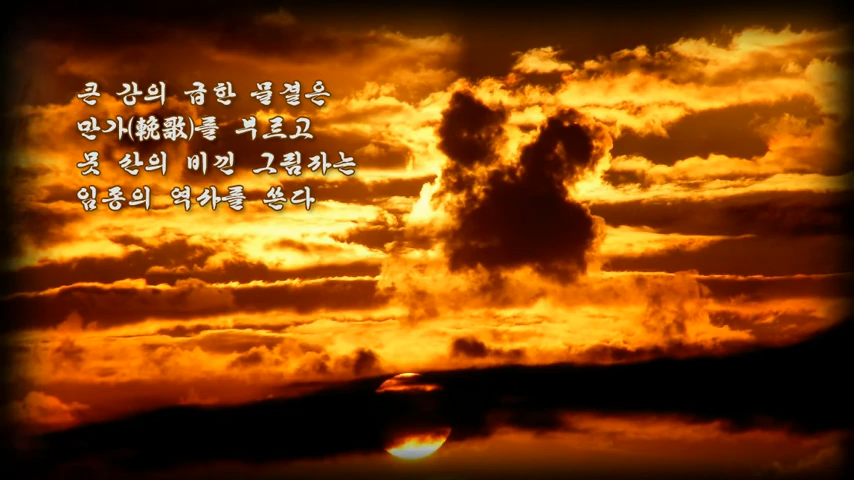 큰 강의 급한 물결은
만가(輓歌)를 부르고
뭇 산의 비낀 그림자는
임종의 역사를 쓴다